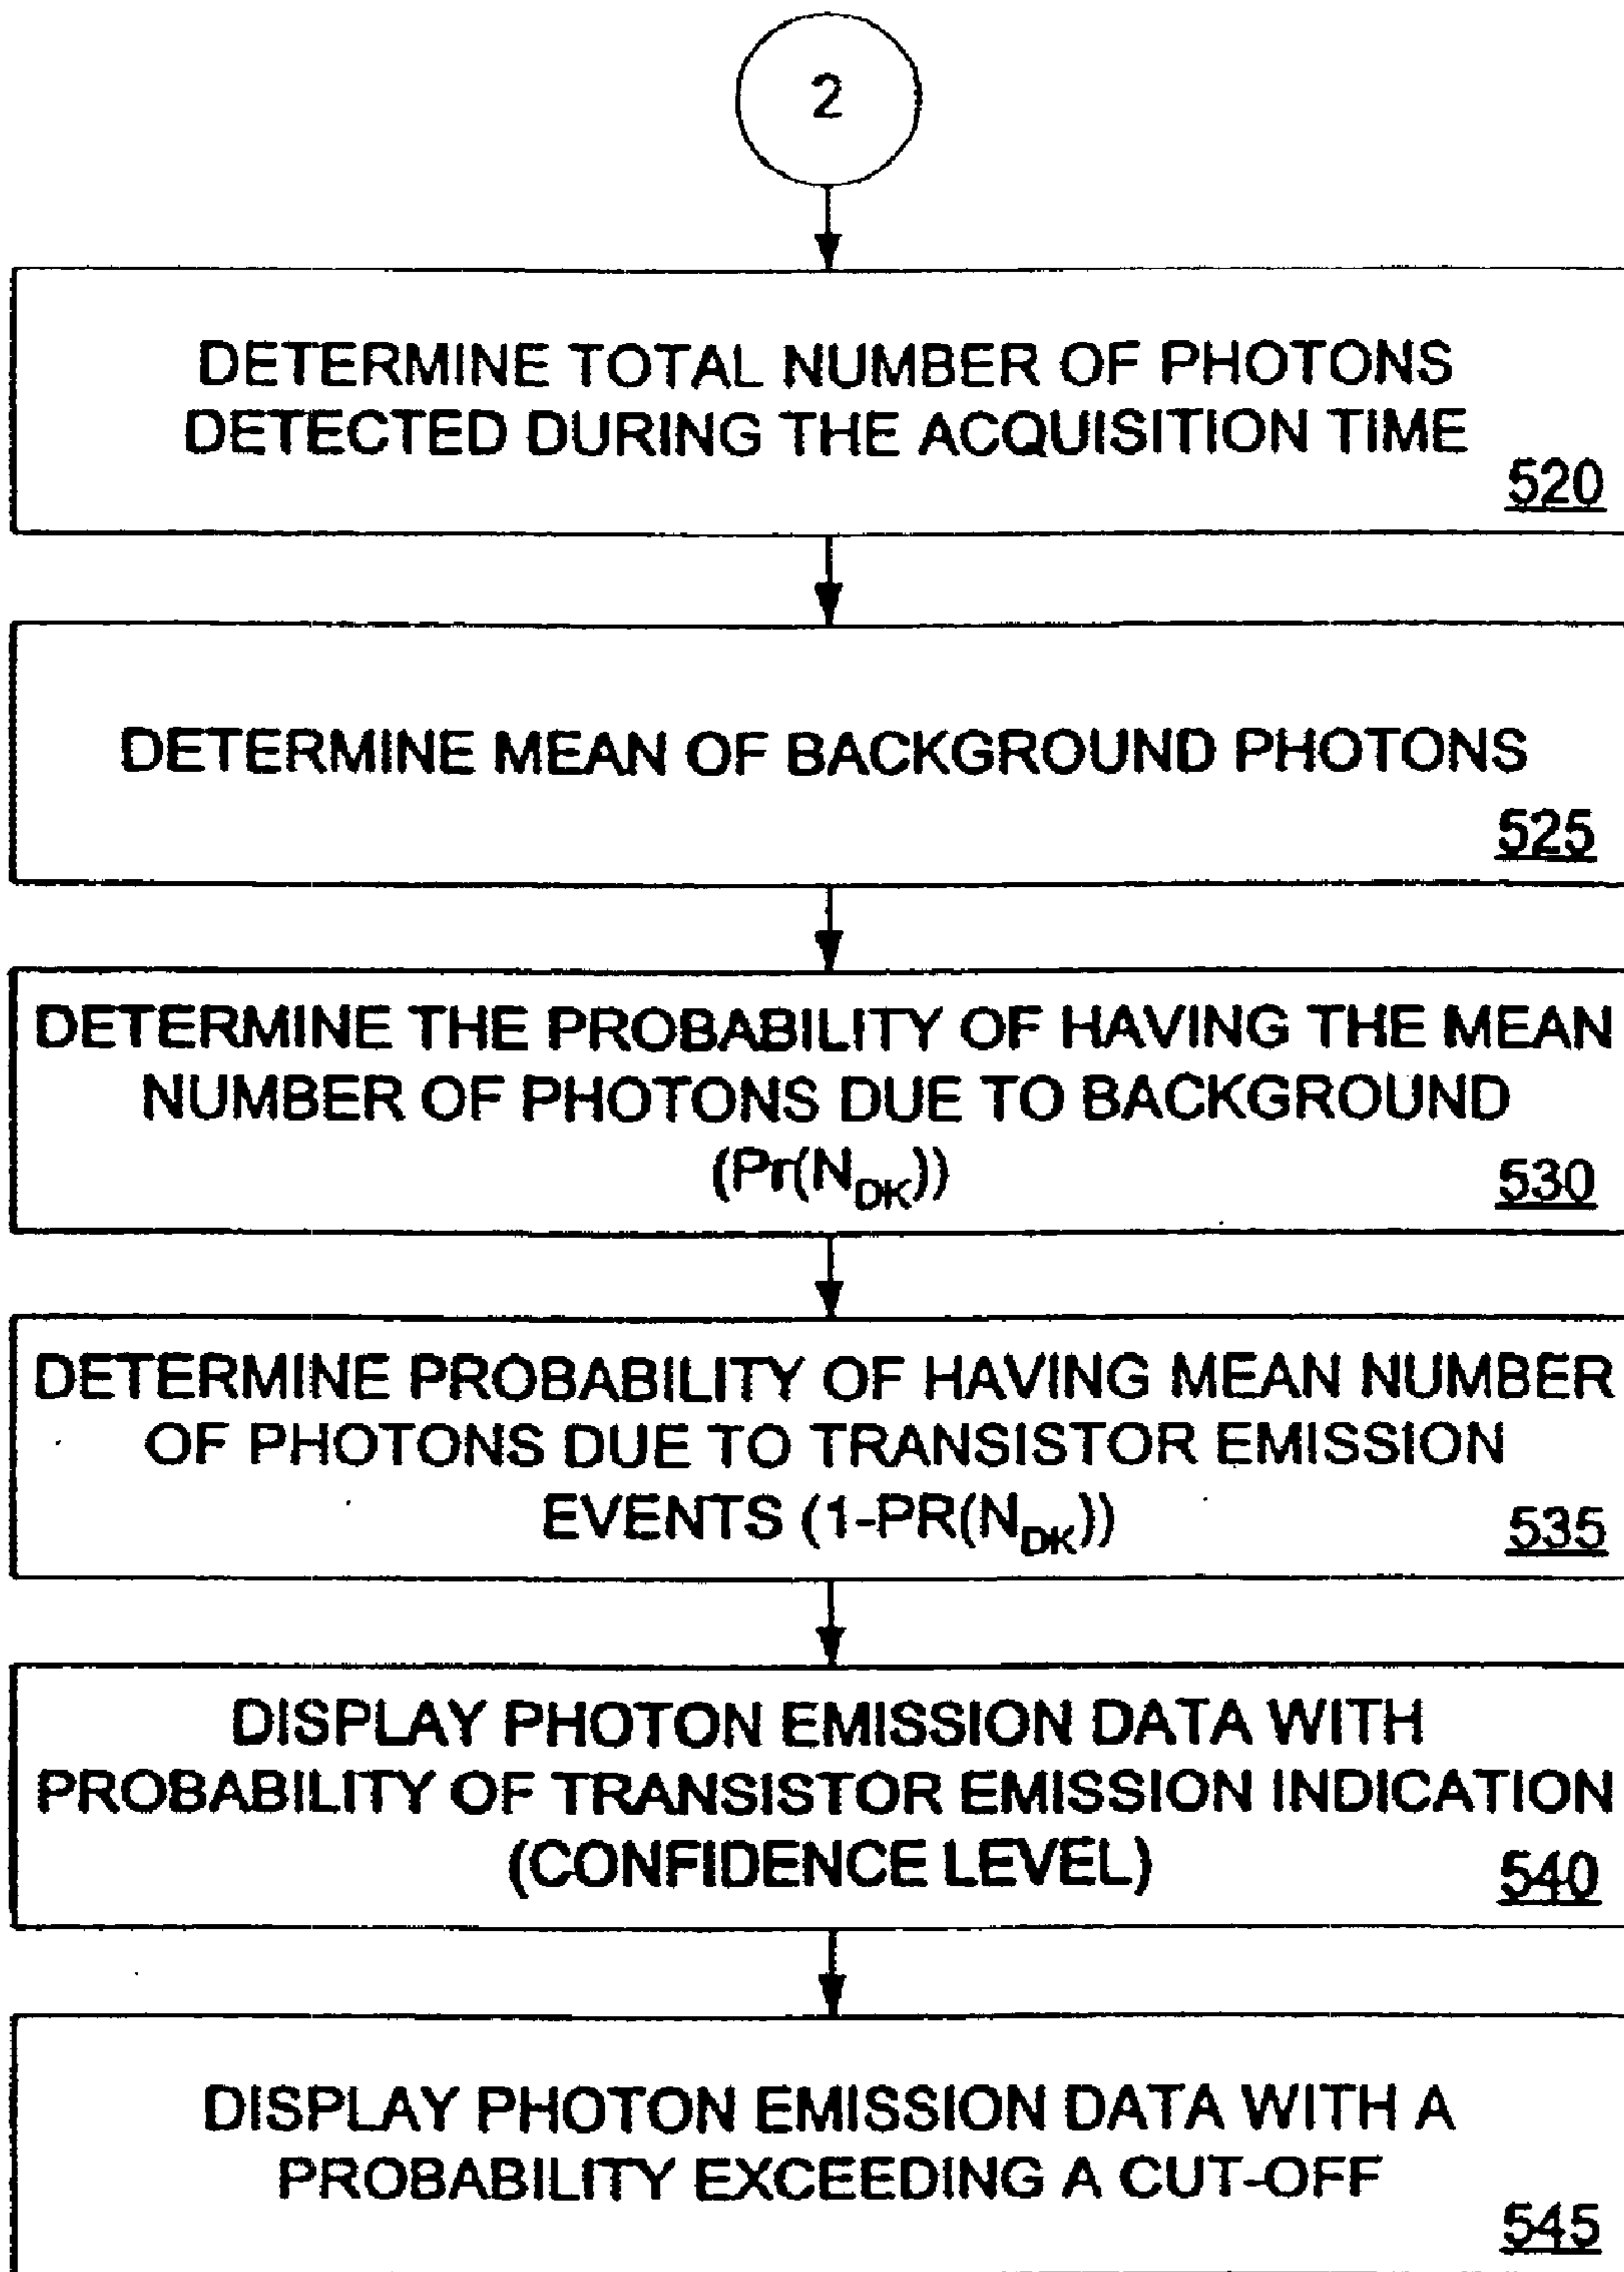 2
DETERMINE TOTAL NUMBER OF PHOTONS
DETECTED DURING THE ACQUISITION TIME
520
DETERMINE MEAN OF BACKGROUND PHOTONS
525
DETERMINE THE PROBABILITY OF HAVING THE MEAN
NUMBER OF PHOTONS DUE TO BACKGROUND
(Pr(N_DK))
530
DETERMINE PROBABILITY OF HAVING MEAN NUMBER
OF PHOTONS DUE TO TRANSISTOR EMISSION
EVENTS (1-PR(N_DK))
535
DISPLAY PHOTON EMISSION DATA WITH
PROBABILITY OF TRANSISTOR EMISSION INDICATION
(CONFIDENCE LEVEL)
540
DISPLAY PHOTON EMISSION DATA WITH A
PROBABILITY EXCEEDING A CUT-OFF
545